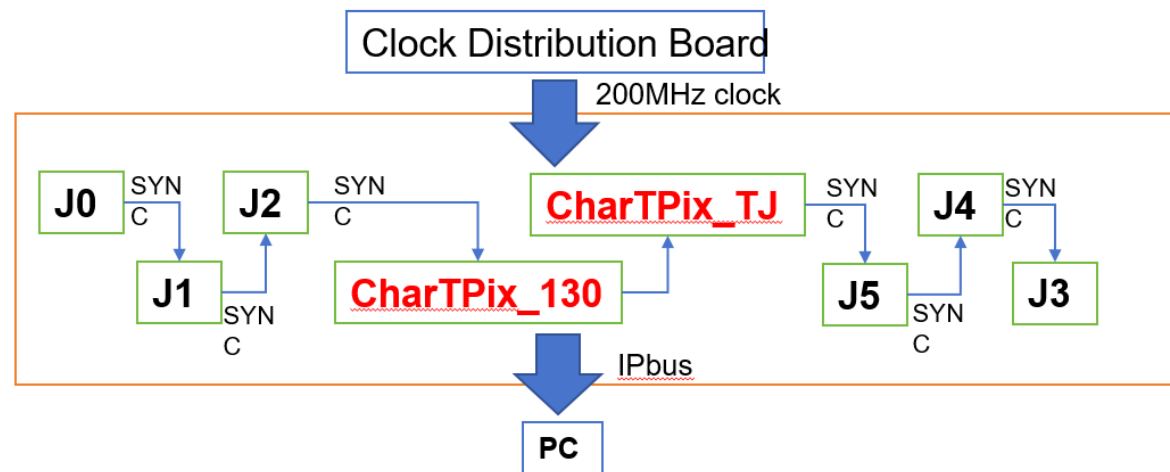 Clock Distribution Board
200MHz clock
J0
SYN
C
J2
SYN
C
CharTPix_TJ
SYN
C
J4
SYN
C
J1
SYN
C
CharTPix_130
J5
SYN
C
J3
IPbus
PC